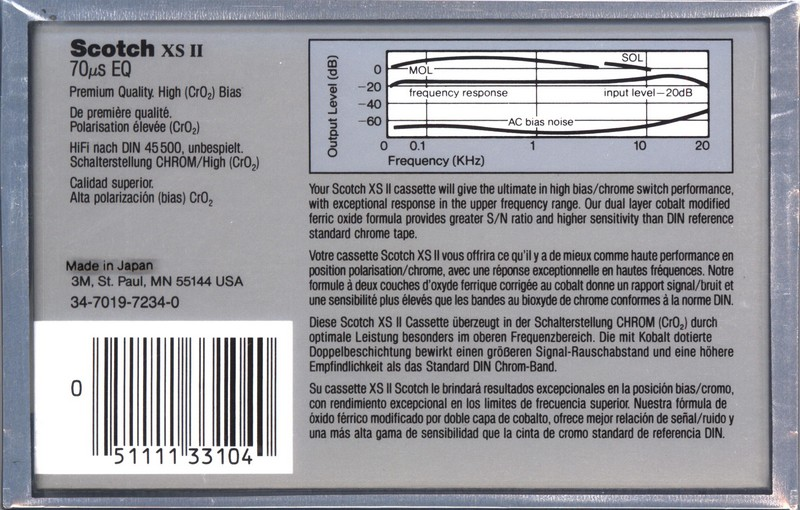 Scotch XS II
70µS EQ
Premium Quality. High (CrO₂) Bias
De première qualité.
Polarisation élevée (CrO₂)
HiFi nach DIN 45 500, unbespielt.
Schalterstellung CHROM/High (CrO₂)
Calidad superior.
Alta polarización (bias) CrO₂
Made in Japan
3M, St. Paul, MN 55144 USA
34-7019-7234-0
0
51111 33104
Output Level (dB)
0
−20
−40
−60
MOL
SOL
frequency response
input level−20dB
AC bias noise
0 0.1 1 10 20
Frequency (KHz)
Your Scotch XS II cassette will give the ultimate in high bias/chrome switch performance,
with exceptional response in the upper frequency range. Our dual layer cobalt modified
ferric oxide formula provides greater S/N ratio and higher sensitivity than DIN reference
standard chrome tape.
Votre cassette Scotch XS II vous offrira ce qu'il y a de mieux comme haute performance en
position polarisation/chrome, avec une réponse exceptionnelle en hautes fréquences. Notre
formule à deux couches d'oxyde ferrique corrigée au cobalt donne un rapport signal/bruit et
une sensibilité plus élevés que les bandes au bioxyde de chrome conformes à la norme DIN.
Diese Scotch XS II Cassette überzeugt in der Schalterstellung CHROM (CrO₂) durch
optimale Leistung besonders im oberen Frequenzbereich. Die mit Kobalt dotierte
Doppelbeschichtung bewirkt einen größeren Signal-Rauschabstand und eine höhere
Empfindlichkeit als das Standard DIN Chrom-Band.
Su cassette XS II Scotch le brindará resultados excepcionales en la posición bias/cromo,
con rendimiento excepcional en los limites de frecuencia superior. Nuestra fórmula de
óxido férrico modificado por doble capa de cobalto, ofrece mejor relación de señal/ruido y
una más alta gama de sensibilidad que la cinta de cromo standard de referencia DIN.